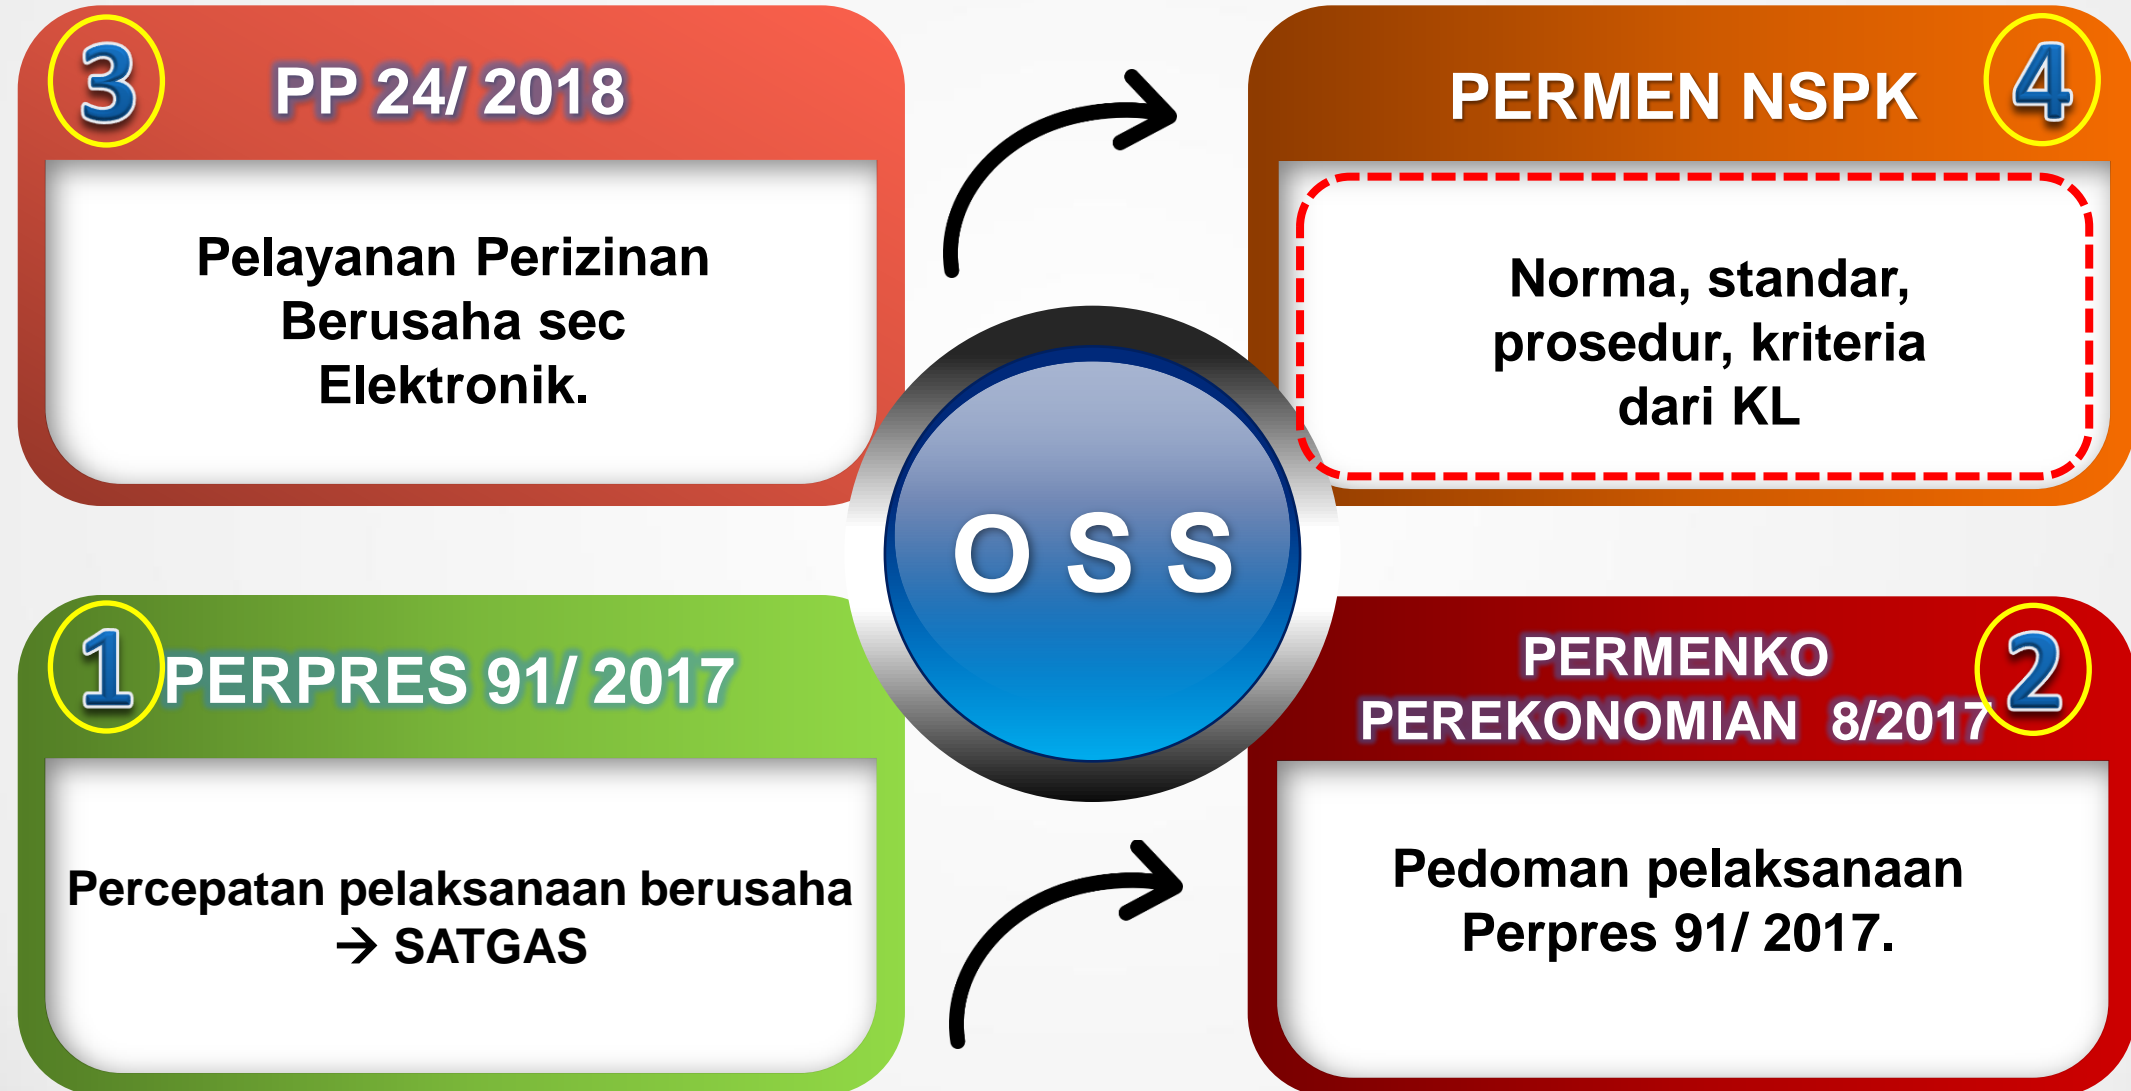 3
PP 24/ 2018
Pelayanan Perizinan
Berusaha sec
Elektronik.
PERMEN NSPK
4
Norma, standar,
prosedur, kriteria
dari KL
O S S
1
PERPRES 91/ 2017
Percepatan pelaksanaan berusaha
→ SATGAS
PERMENKO
PEREKONOMIAN 8/2017
2
Pedoman pelaksanaan
Perpres 91/ 2017.